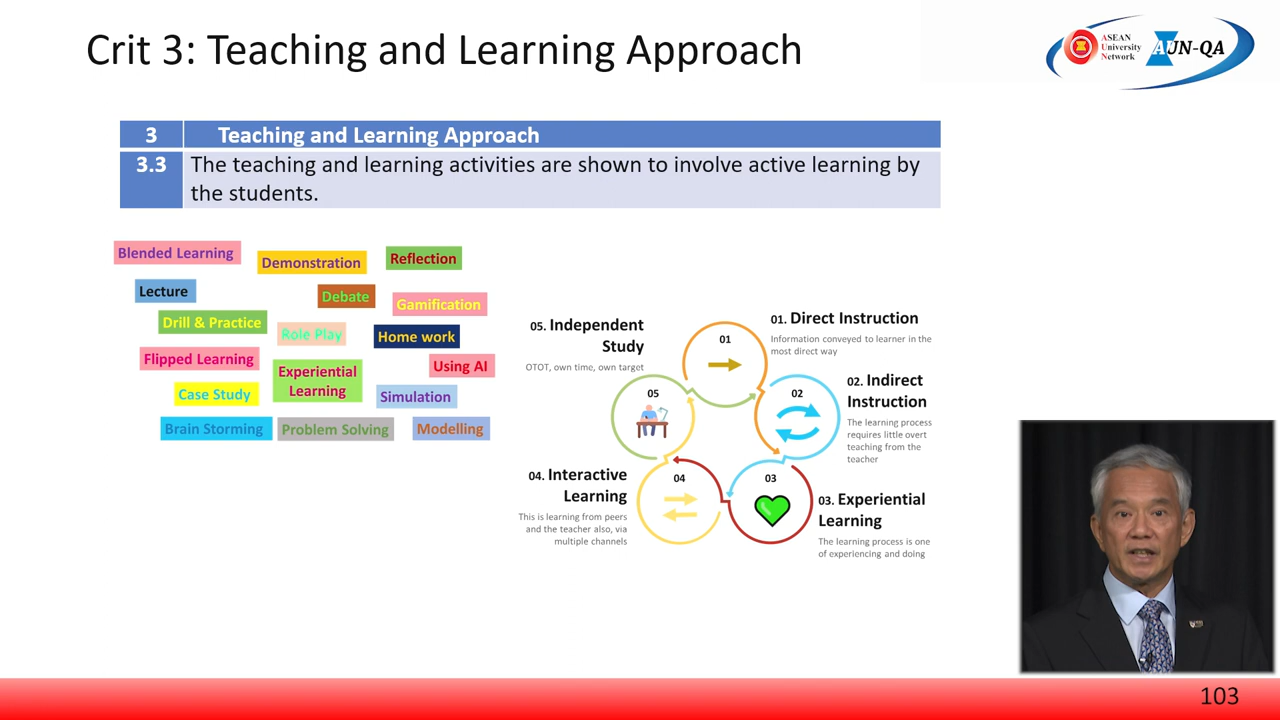 Crit 3: Teaching and Learning Approach
ASEAN
University
Network
AUN-QA
3 Teaching and Learning Approach
3.3 The teaching and learning activities are shown to involve active learning by
the students.
Blended Learning
Demonstration
Reflection
Lecture
Debate
Gamification
Drill & Practice
Role Play
Home work
Flipped Learning
Experiential
Learning
Using AI
Case Study
Simulation
Brain Storming
Problem Solving
Modelling
01. Direct Instruction
Information conveyed to learner in the
most direct way
02. Indirect
Instruction
The learning process
requires little overt
teaching from the
teacher
03. Experiential
Learning
The learning process is one
of experiencing and doing
04. Interactive
Learning
This is learning from peers
and the teacher also, via
multiple channels
05. Independent
Study
OTOT, own time, own target
01
02
03
04
05
103